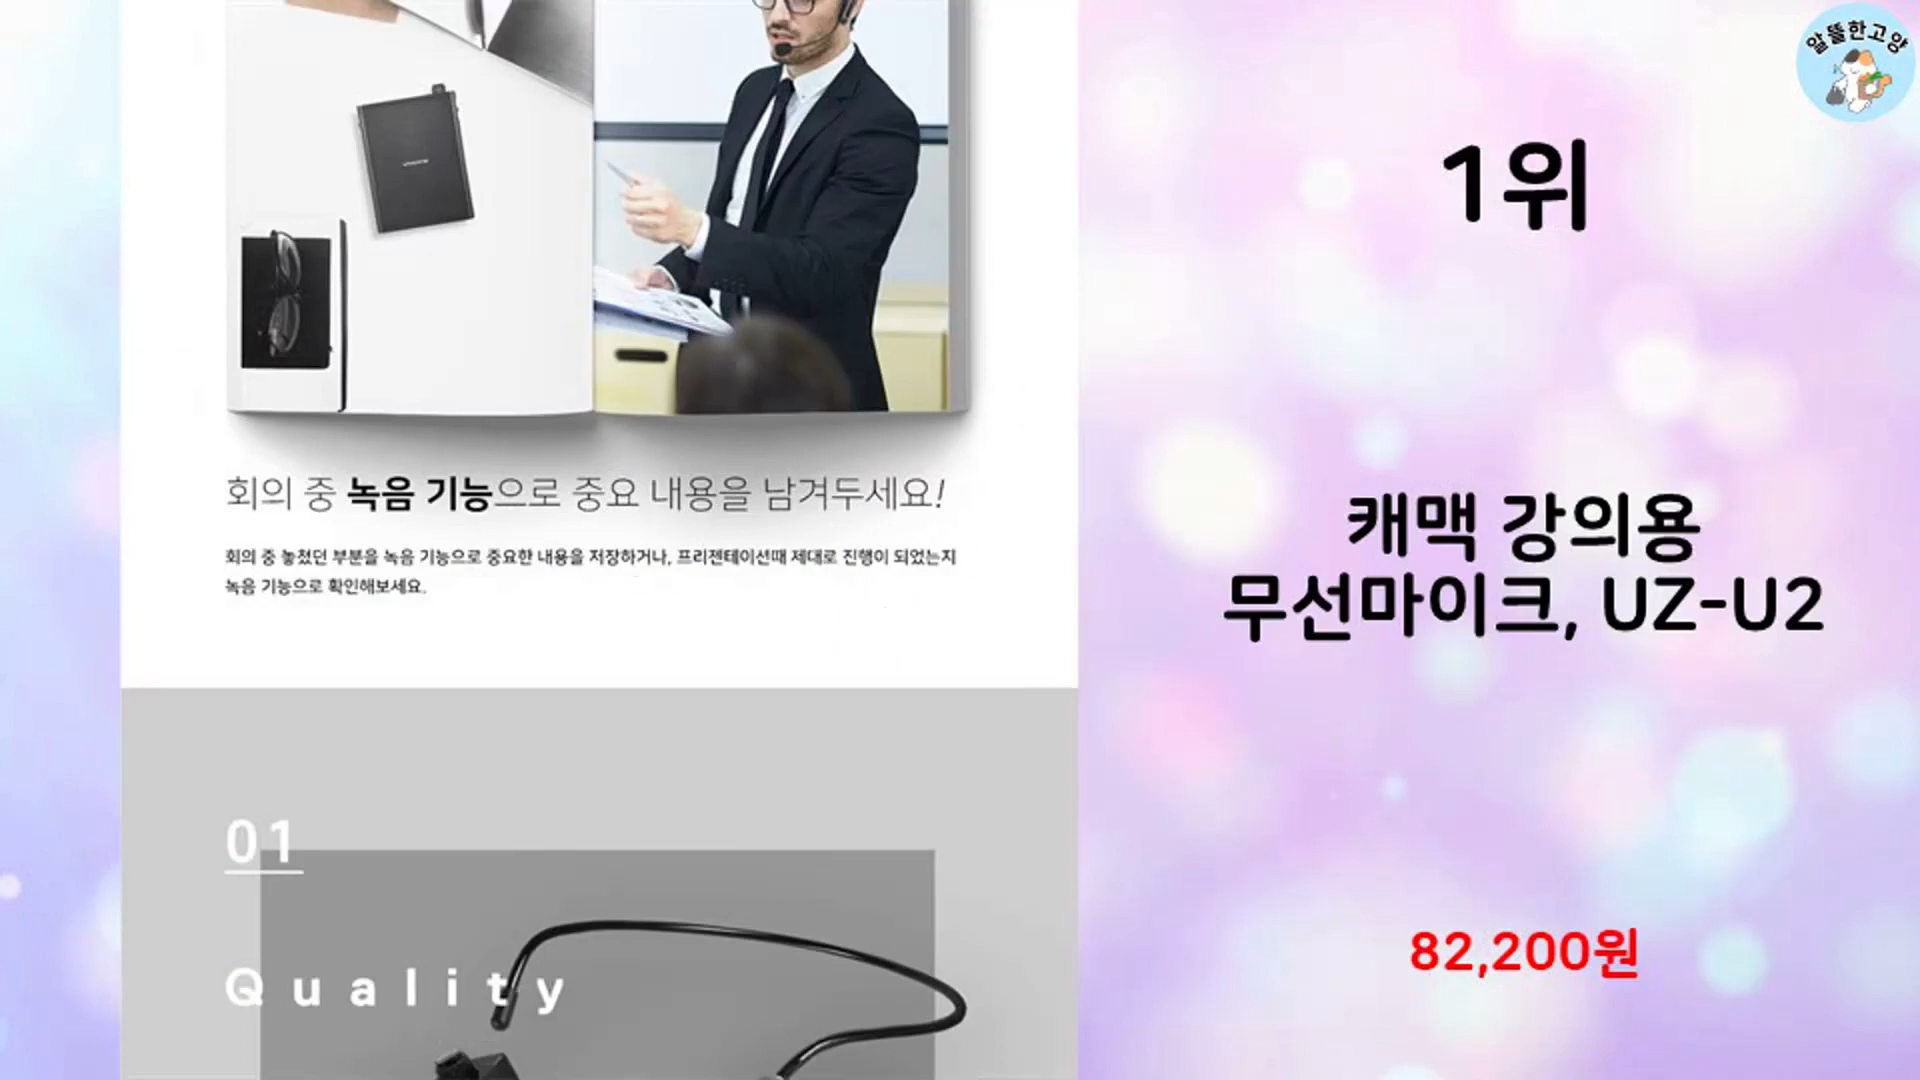 회의 중 녹음 기능으로 중요 내용을 남겨두세요!
회의 중 놓쳤던 부분을 녹음 기능으로 중요한 내용을 저장하거나, 프리젠테이션때 제대로 진행이 되었는지
녹음 기능으로 확인해보세요.
01
Quality
알뜰한고양
1위
캐맥 강의용
무선마이크, UZ-U2
82,200원